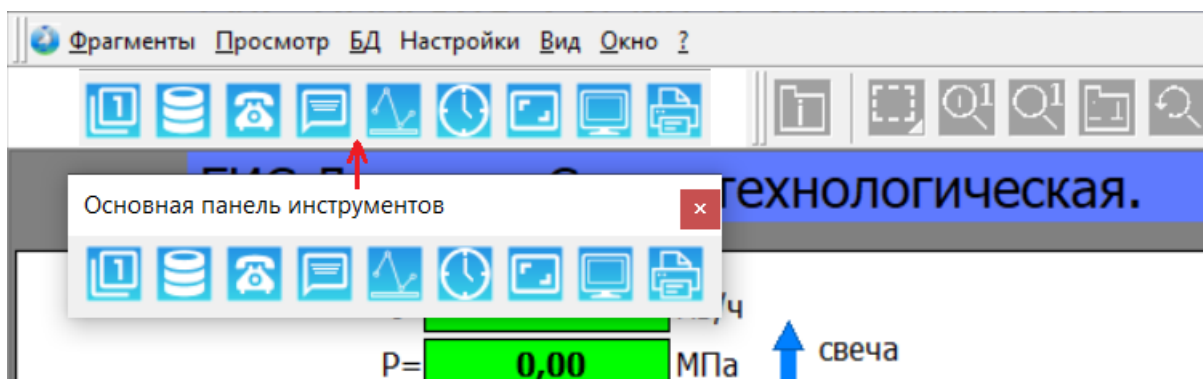 Фрагменты Просмотр БД Настройки Вид Окно ?
технологическая.
Основная панель инструментов
P= 0,00 МПа
свеча